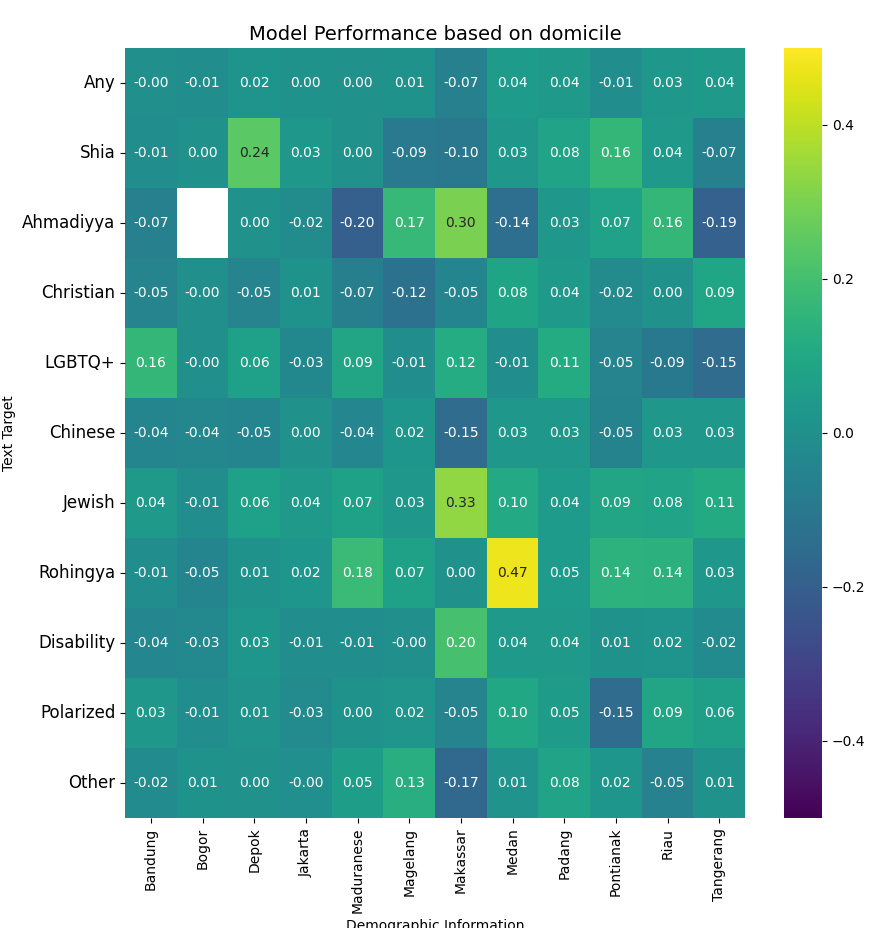 Model Performance based on domicile
Text Target
Any -0.00 -0.01 0.02 0.00 0.00 0.01 -0.07 0.04 0.04 -0.01 0.03 0.04
Shia -0.01 0.00 0.24 0.03 0.00 -0.09 -0.10 0.03 0.08 0.16 0.04 -0.07
Ahmadiyya -0.07 0.00 -0.02 -0.20 0.17 0.30 -0.14 0.03 0.07 0.16 -0.19
Christian -0.05 -0.00 -0.05 0.01 -0.07 -0.12 -0.05 0.08 0.04 -0.02 0.00 0.09
LGBTQ+ 0.16 -0.00 0.06 -0.03 0.09 -0.01 0.12 -0.01 0.11 -0.05 -0.09 -0.15
Chinese -0.04 -0.04 -0.05 0.00 -0.04 0.02 -0.15 0.03 0.03 -0.05 0.03 0.03
Jewish 0.04 -0.01 0.06 0.04 0.07 0.03 0.33 0.10 0.04 0.09 0.08 0.11
Rohingya -0.01 -0.05 0.01 0.02 0.18 0.07 0.00 0.47 0.05 0.14 0.14 0.03
Disability -0.04 -0.03 0.03 -0.01 -0.01 -0.00 0.20 0.04 0.04 0.01 0.02 -0.02
Polarized 0.03 -0.01 0.01 -0.03 0.00 0.02 -0.05 0.10 0.05 -0.15 0.09 0.06
Other -0.02 0.01 0.00 -0.00 0.05 0.13 -0.17 0.01 0.08 0.02 -0.05 0.01
Bandung Bogor Depok Jakarta Maduranese Magelang Makassar Medan Padang Pontianak Riau Tangerang
Demographic Information
0.4
0.2
0.0
−0.2
−0.4